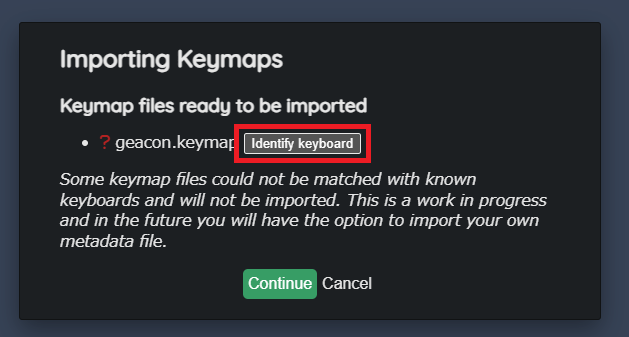 Importing Keymaps
Keymap files ready to be imported
• ? geacon.keymap Identify keyboard
Some keymap files could not be matched with known
keyboards and will not be imported. This is a work in progress
and in the future you will have the option to import your own
metadata file.
Continue Cancel